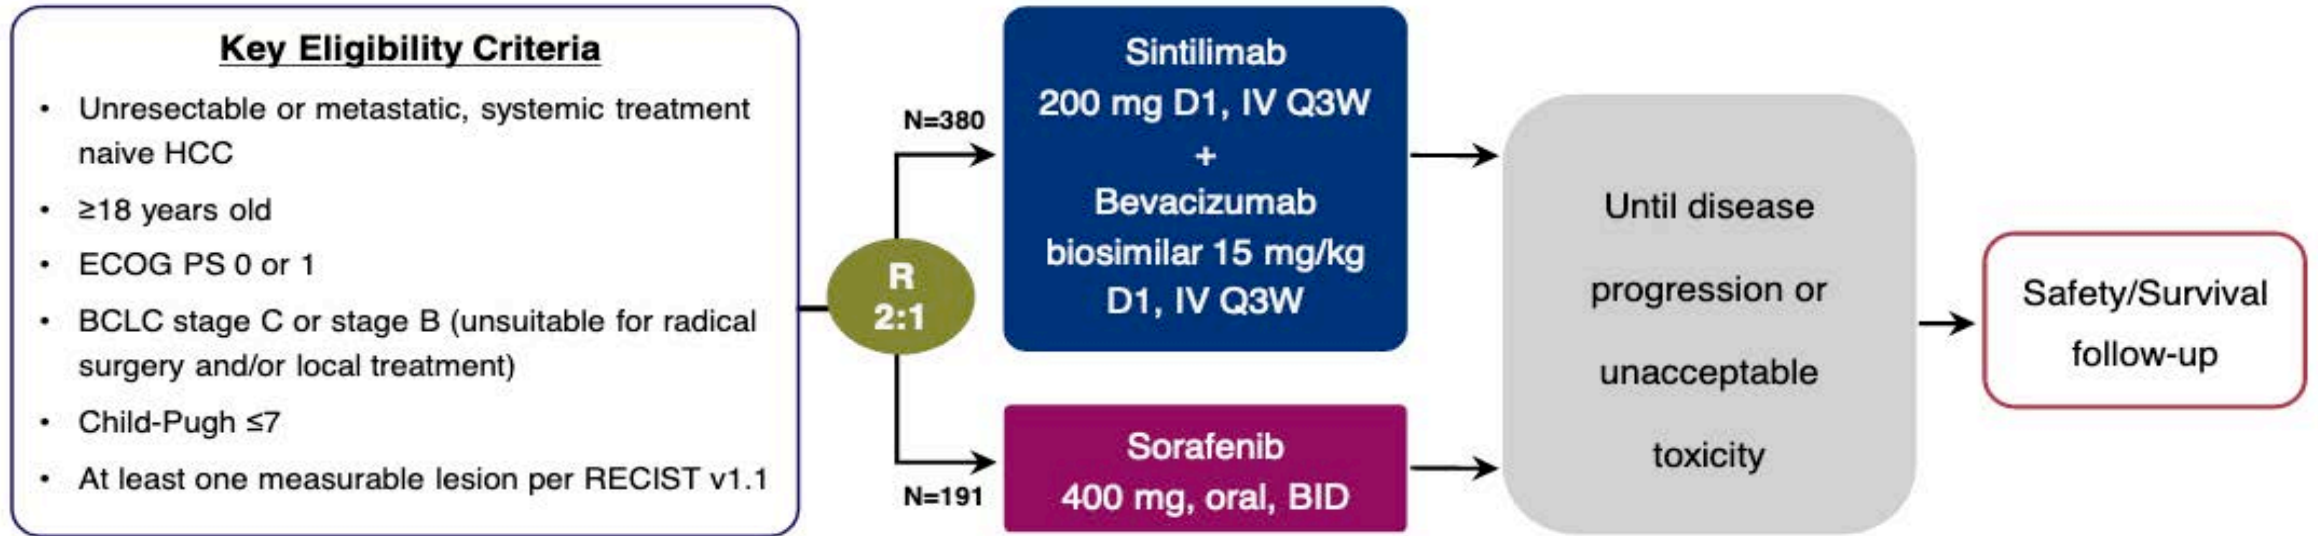 Key Eligibility Criteria
• Unresectable or metastatic, systemic treatment
naive HCC
• ≥18 years old
• ECOG PS 0 or 1
• BCLC stage C or stage B (unsuitable for radical
surgery and/or local treatment)
• Child-Pugh ≤7
• At least one measurable lesion per RECIST v1.1
R
2:1
N=380
N=191
Sintilimab
200 mg D1, IV Q3W
+
Bevacizumab
biosimilar 15 mg/kg
D1, IV Q3W
Sorafenib
400 mg, oral, BID
Until disease
progression or
unacceptable
toxicity
Safety/Survival
follow-up